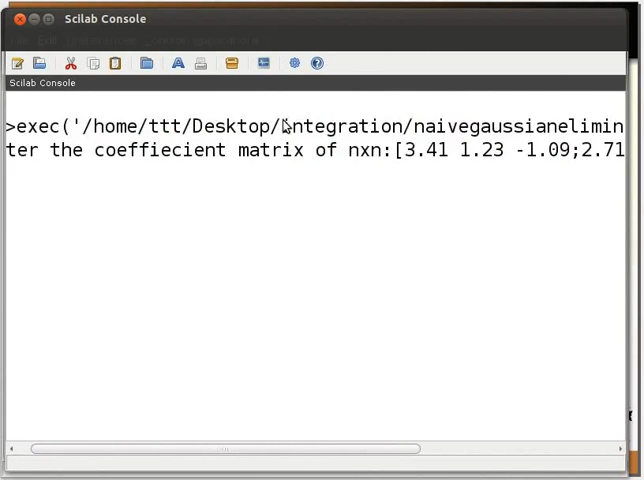 Scilab Console
Scilab Console
>exec('/home/ttt/Desktop/integration/naivegaussianelimin
ter the coeffiecient matrix of nxn:[3.41 1.23 -1.09;2.71